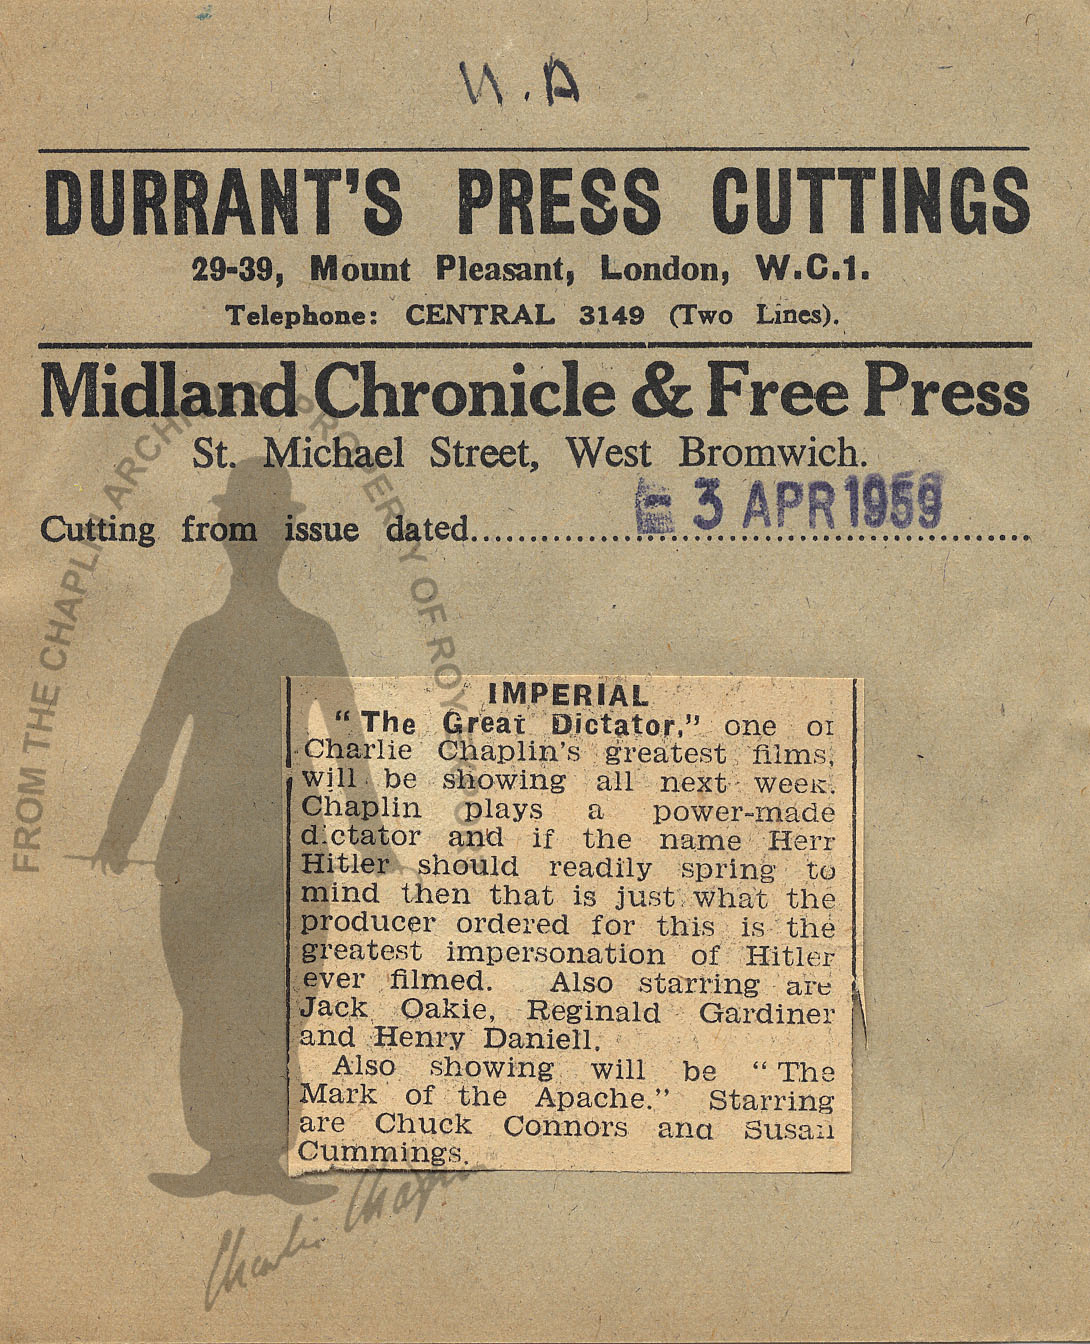 DURRANT'S PRESS CUTTINGS
29-39, Mount Pleasant, London, W.C.1.
Telephone: CENTRAL 3149 (Two Lines).
Midland Chronicle & Free Press
St. Michael Street, West Bromwich.
Cutting from issue dated..............................
3 APR 1959
FROM THE CHAPLIN ARCHIVES PROPERTY OF ROY EXPORT
IMPERIAL
"The Great Dictator," one of
Charlie Chaplin's greatest films,
will be showing all next week.
Chaplin plays a power-made
dictator and if the name Herr
Hitler should readily spring to
mind then that is just what the
producer ordered for this is the
greatest impersonation of Hitler
ever filmed. Also starring are
Jack Oakie, Reginald Gardiner
and Henry Daniell.
Also showing will be "The
Mark of the Apache." Starring
are Chuck Connors and Susan
Cummings.
Charlie Chaplin